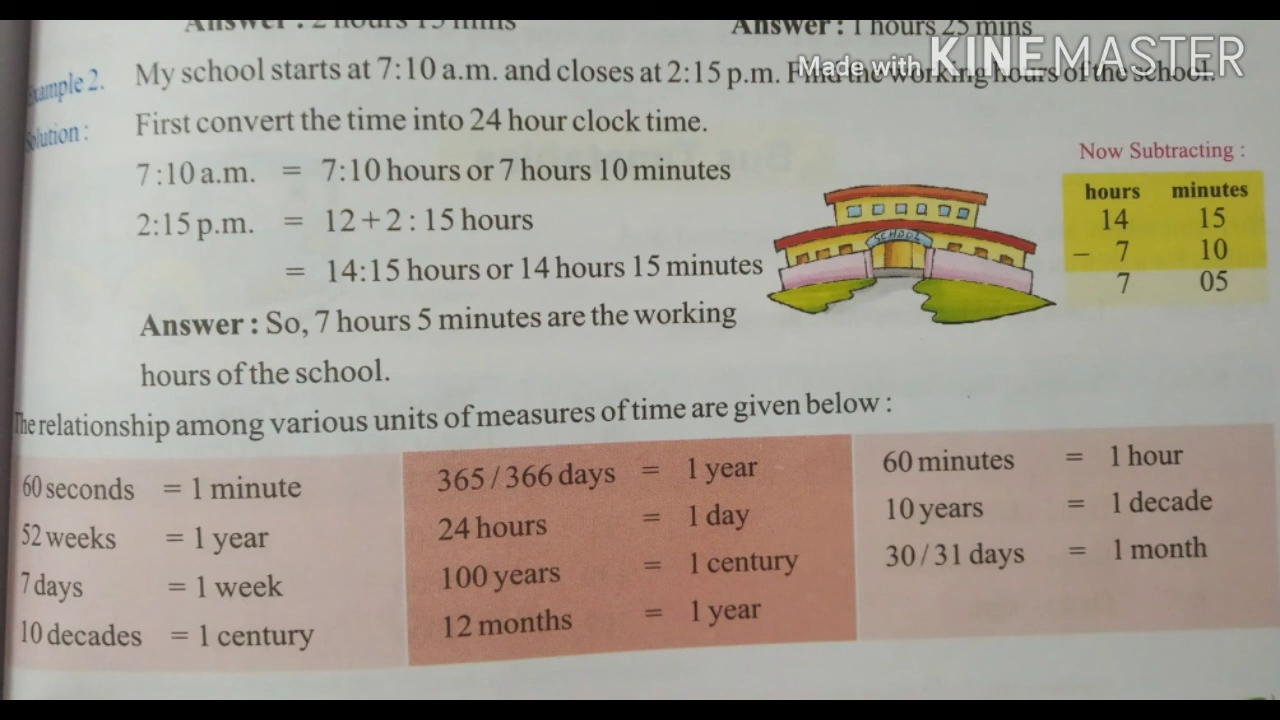 Answer : 2 hours 15 mins
Answer : 1 hours 25 mins
Made with KINEMASTER
Example 2. My school starts at 7:10 a.m. and closes at 2:15 p.m. Find the working hours of the school.
Solution : First convert the time into 24 hour clock time.
7:10 a.m. = 7:10 hours or 7 hours 10 minutes
2:15 p.m. = 12 + 2 : 15 hours
= 14:15 hours or 14 hours 15 minutes
Answer : So, 7 hours 5 minutes are the working
hours of the school.
SCHOOL
Now Subtracting :
hours minutes
14 15
– 7 10
7 05
The relationship among various units of measures of time are given below :
60 seconds = 1 minute
52 weeks = 1 year
7 days = 1 week
10 decades = 1 century
365 / 366 days = 1 year
24 hours = 1 day
100 years = 1 century
12 months = 1 year
60 minutes = 1 hour
10 years = 1 decade
30 / 31 days = 1 month